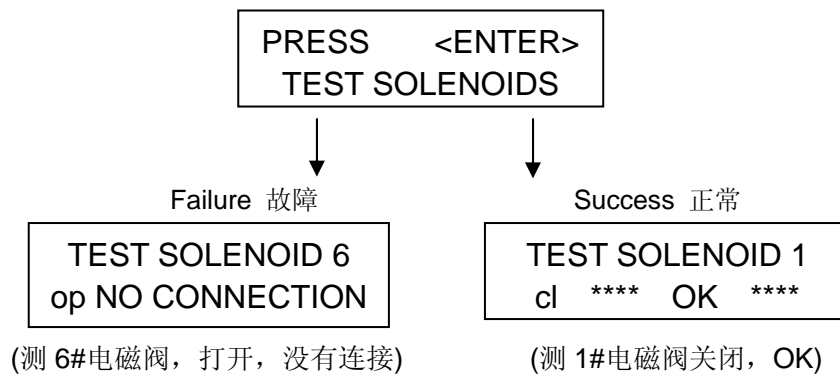 PRESS <ENTER>
TEST SOLENOIDS
Failure 故障
Success 正常
TEST SOLENOID 6
op NO CONNECTION
TEST SOLENOID 1
cl **** OK ****
(测 6#电磁阀，打开，没有连接)
(测 1#电磁阀关闭，OK)